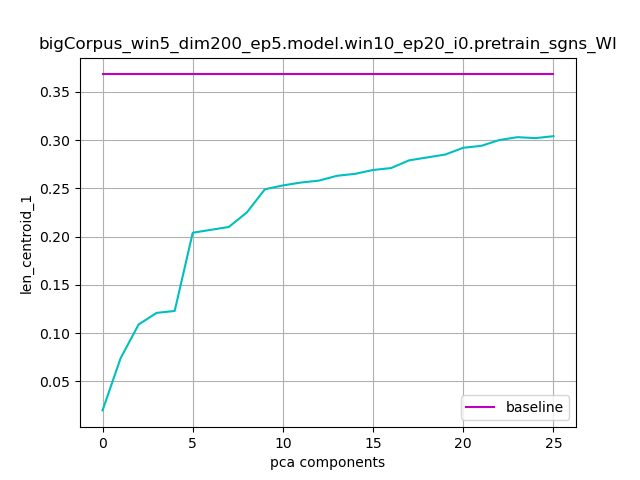 bigCorpus_win5_dim200_ep5.model.win10_ep20_i0.pretrain_sgns_WI
0.35
0.30
0.25
0.20
0.15
0.10
0.05
len_centroid_1
baseline
0 5 10 15 20 25
pca components